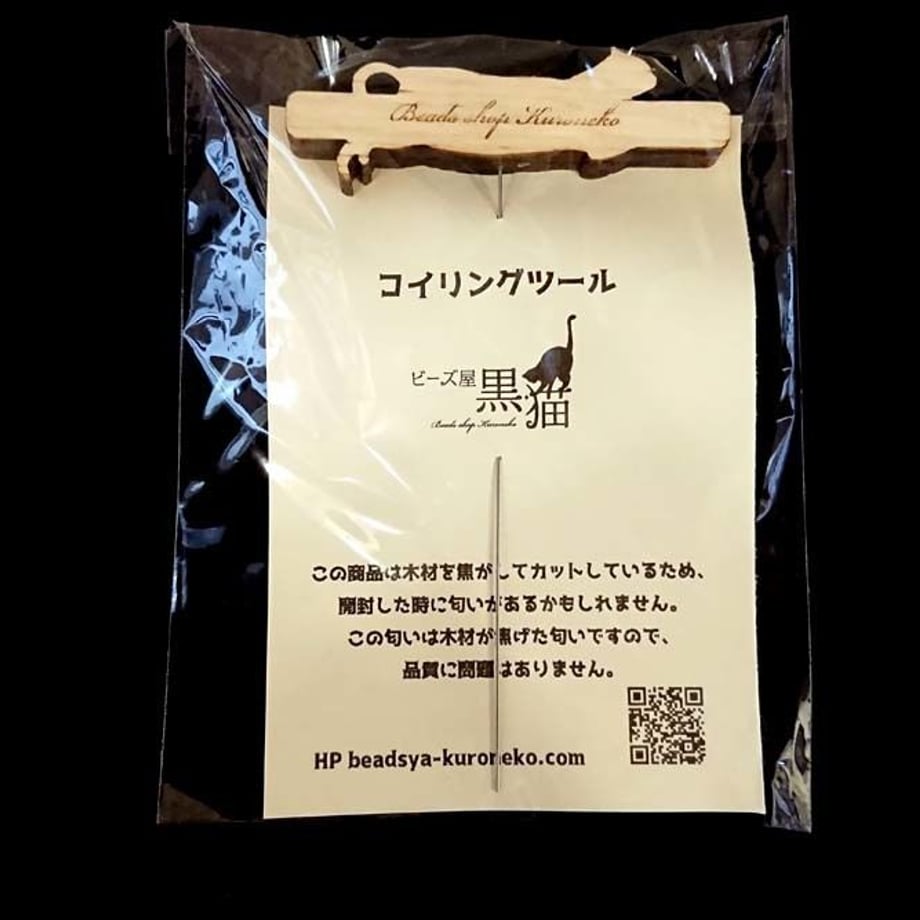 Beads shop Kuroneko
コイリングツール
ビーズ屋 黒猫
Beads shop Kuroneko
この商品は木材を焦がしてカットしているため、
開封した時に匂いがあるかもしれません。
この匂いは木材が焦げた匂いですので、
品質に問題はありません。
HP beadsya-kuroneko.com